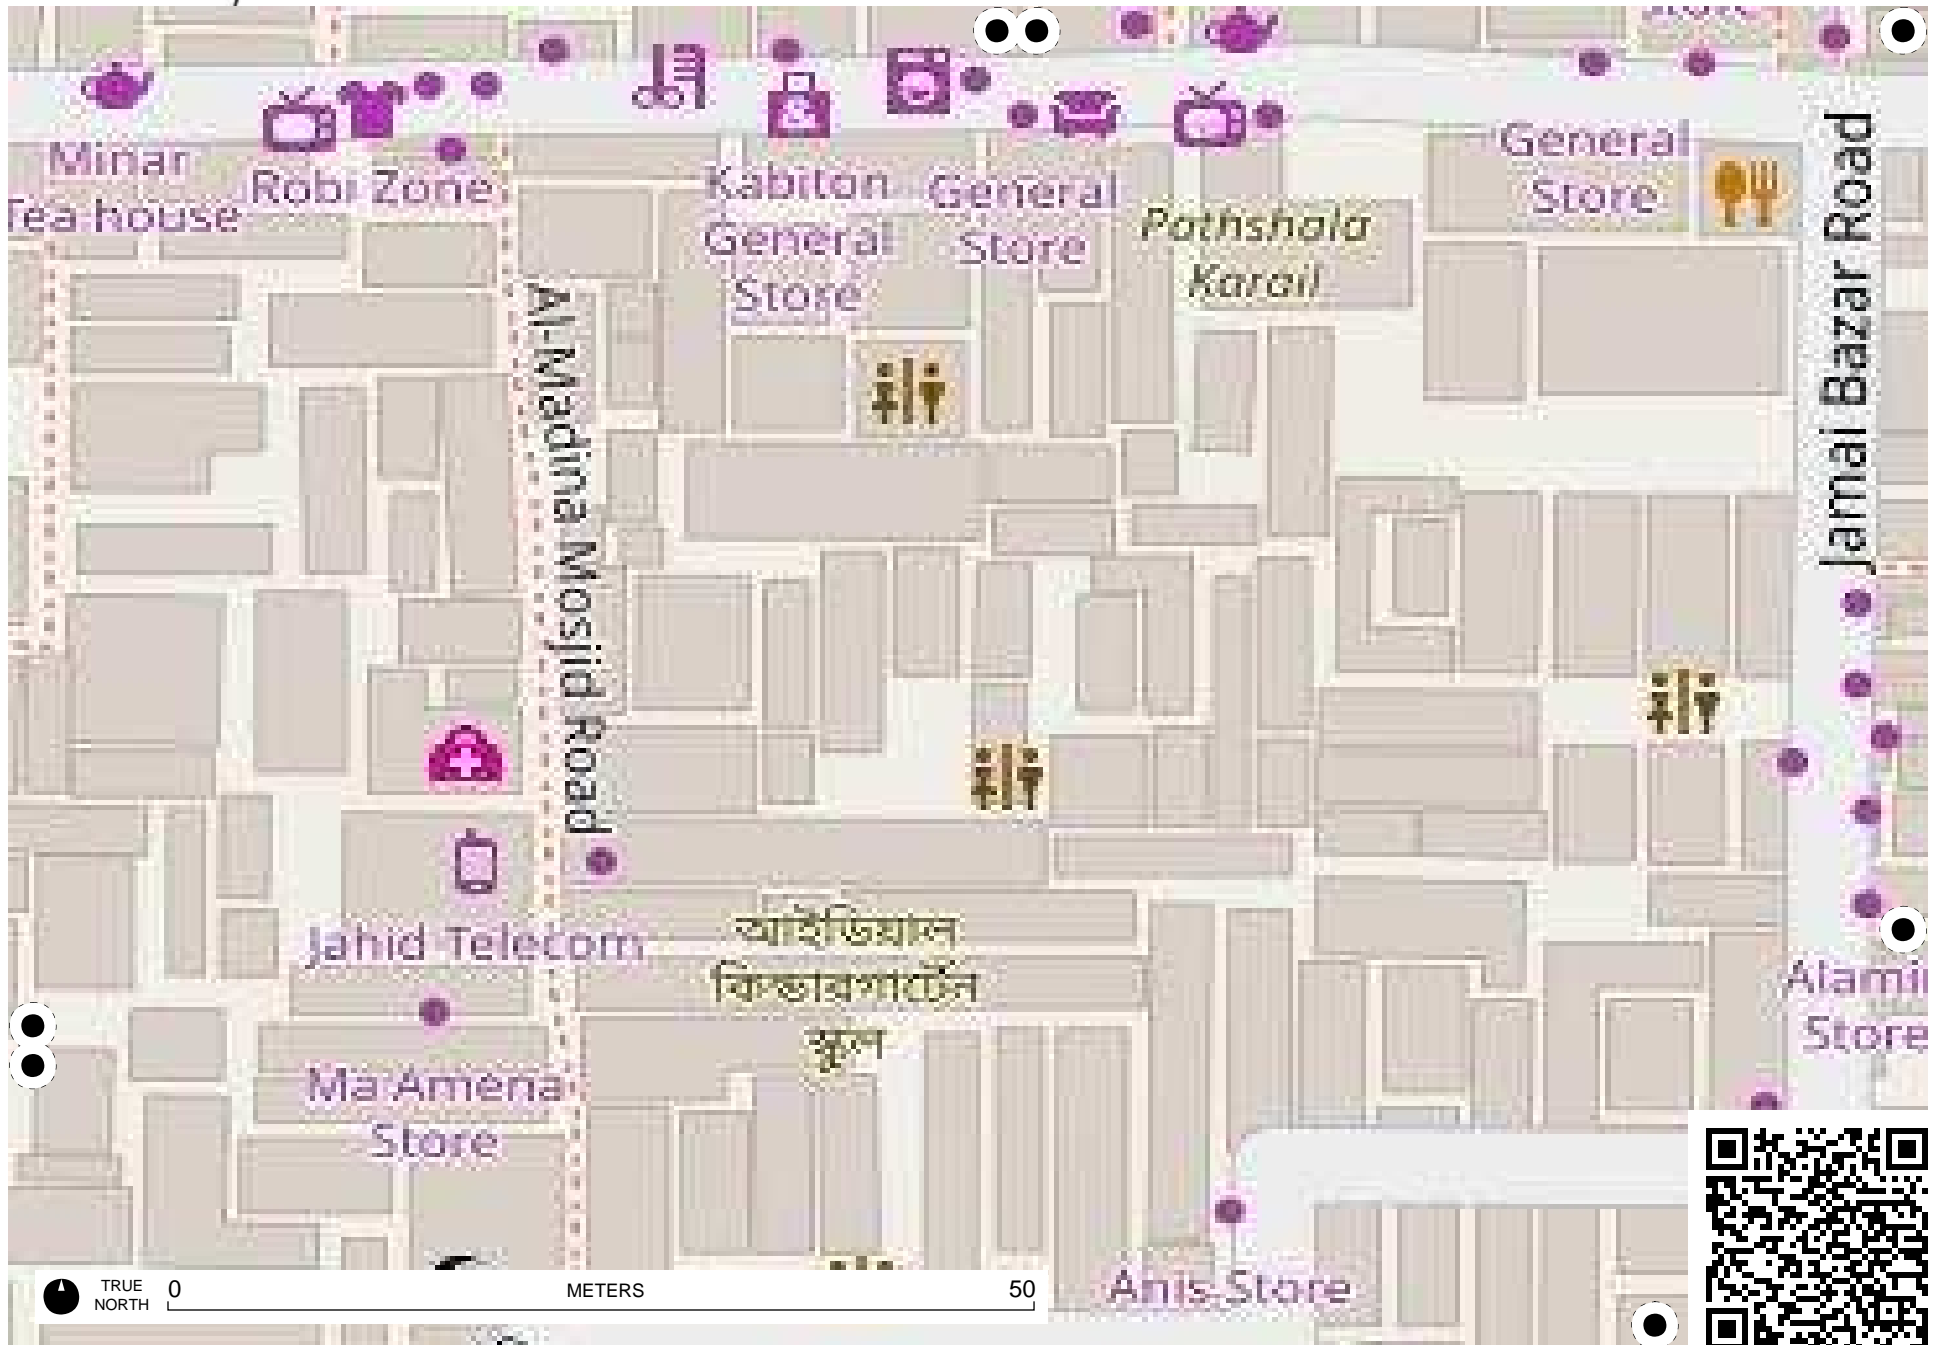 Minar
Tea house
Robi Zone
Kabiton
General
Store
General
Store
Pathshala
Karail
General
Store
Jamai Bazar Road
Al-Madina Mosjid Road
Jahid Telecom
আইডিয়াল
কিন্ডারগার্টেন
স্কুল
Ma Amena
Store
Alamin
Store
Anis Store
TRUE
NORTH
0
METERS
50